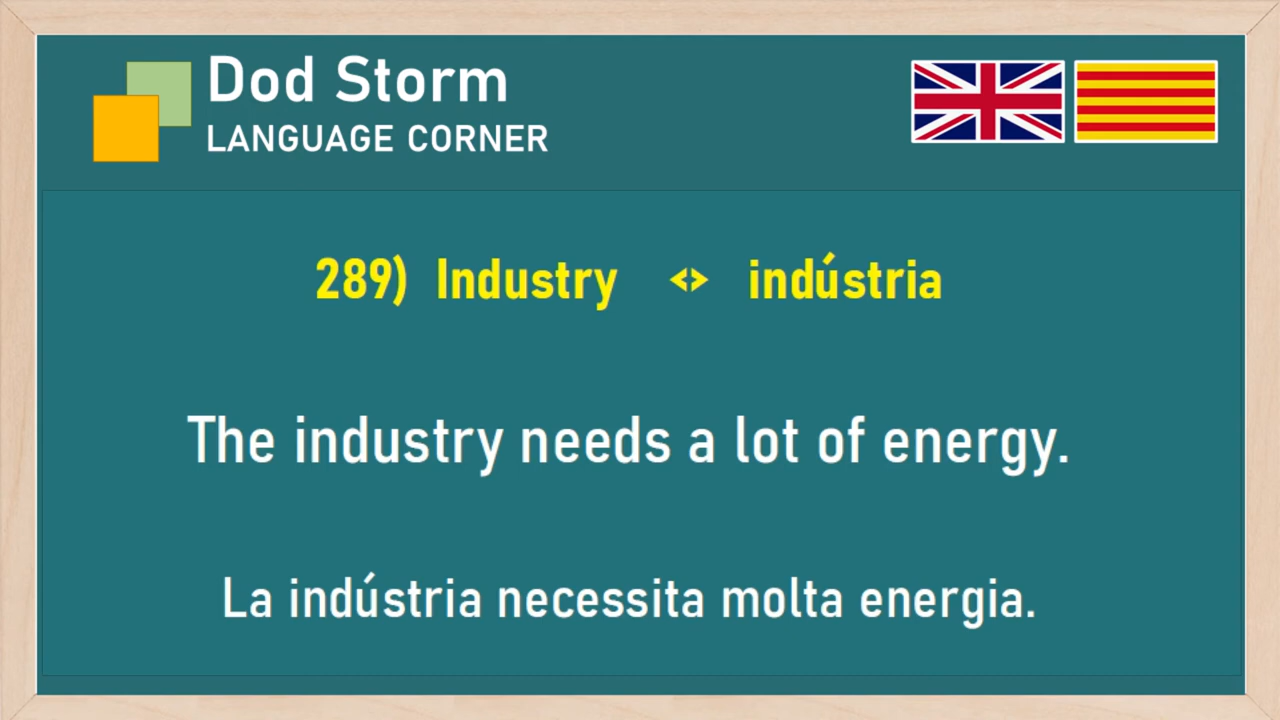 Dod Storm
LANGUAGE CORNER
289) Industry <> indústria
The industry needs a lot of energy.
La indústria necessita molta energia.